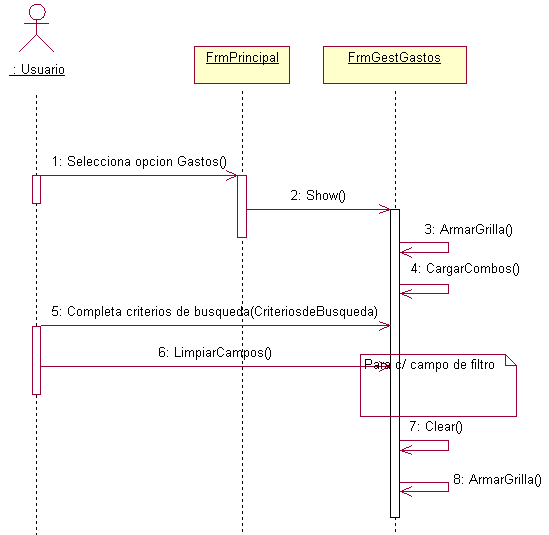 FrmPrincipal
FrmGestGastos
: Usuario
1: Selecciona opcion Gastos()
2: Show()
3: ArmarGrilla()
4: CargarCombos()
5: Completa criterios de busqueda(CriteriosdeBusqueda)
6: LimpiarCampos()
Para c/ campo de filtro
7: Clear()
8: ArmarGrilla()